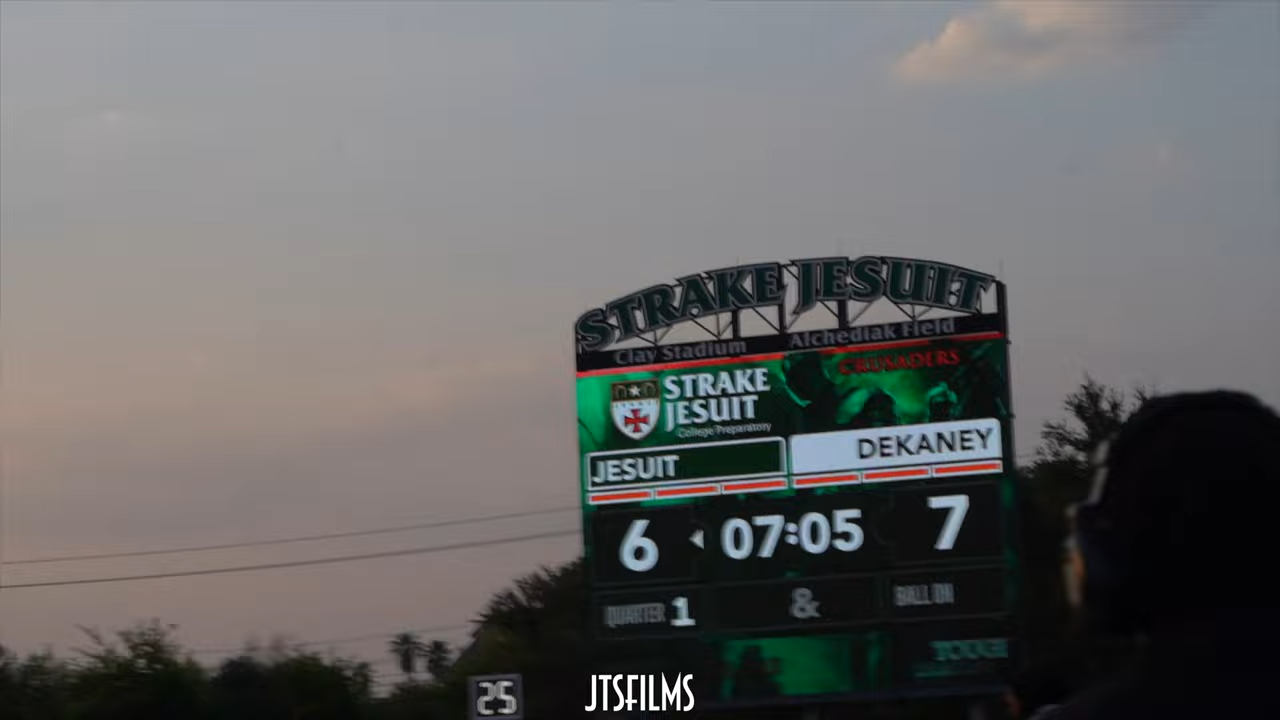 STRAKE JESUIT
Clay Stadium Alchediak Field
CRUSADERS
STRAKE
JESUIT
College Preparatory
JESUIT
DEKANEY
6
07:05
7
QUARTER 1
&
BALL ON
TOUGH
25
JTSFILMS